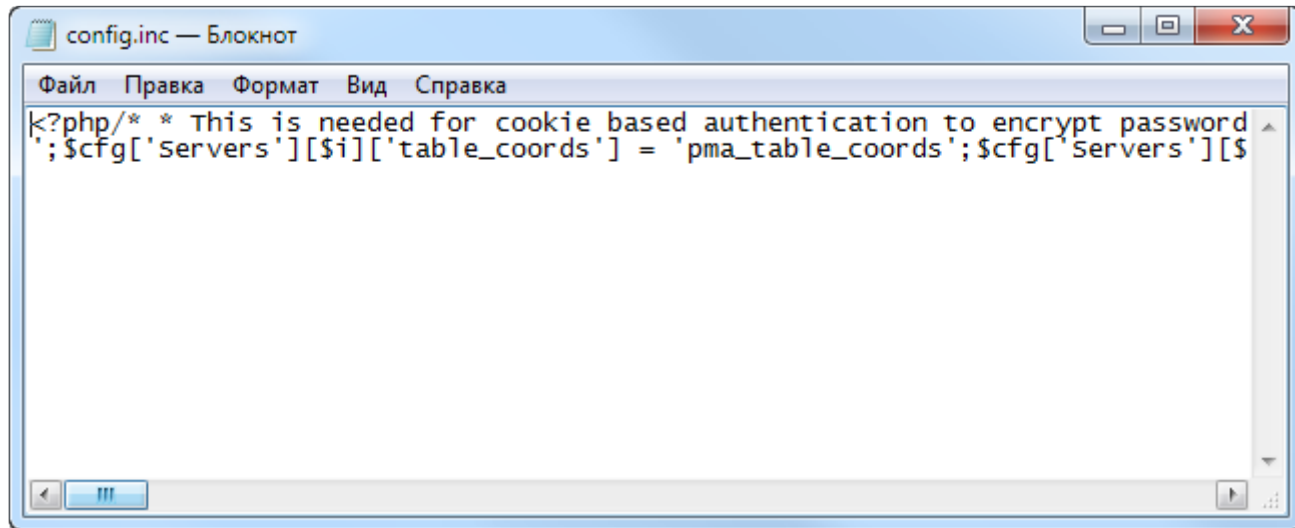 config.inc — Блокнот
Файл Правка Формат Вид Справка
<?php/* * This is needed for cookie based authentication to encrypt password
';$cfg['Servers'][$i]['table_coords'] = 'pma_table_coords';$cfg['Servers'][$